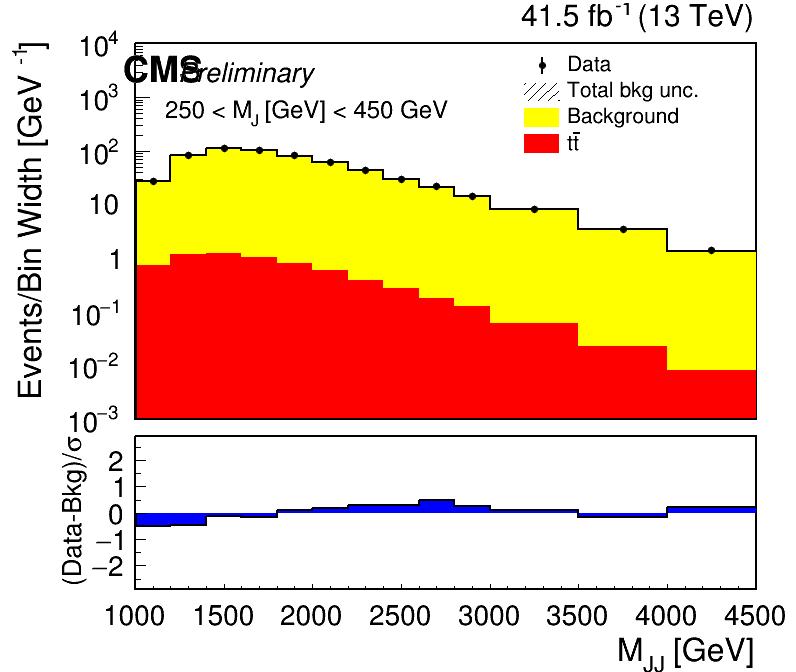 41.5 fb⁻¹ (13 TeV)
CMS Preliminary
250 < M_J [GeV] < 450 GeV
Data
Total bkg unc.
Background
tt̄
Events/Bin Width [GeV⁻¹]
10⁴
10³
10²
10
1
10⁻¹
10⁻²
10⁻³
(Data-Bkg)/σ
2
1
0
−1
−2
1000 1500 2000 2500 3000 3500 4000 4500
M_JJ [GeV]